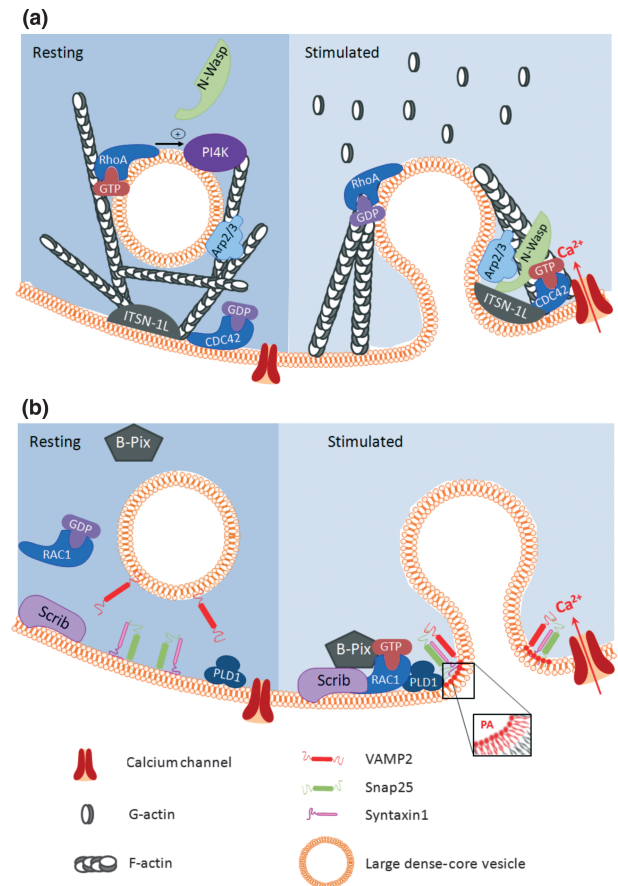 (a)
Resting
Stimulated
N-Wasp
RhoA
+
PI4K
GTP
Arp2/3
ITSN-1L
GDP
CDC42
RhoA
GDP
Arp2/3
N-Wasp
GTP
Ca2+
ITSN-1L
CDC42
(b)
Resting
Stimulated
B-Pix
GDP
RAC1
Scrib
PLD1
B-Pix
GTP
Scrib
RAC1
PLD1
Ca2+
PA
Calcium channel
G-actin
F-actin
VAMP2
Snap25
Syntaxin1
Large dense-core vesicle